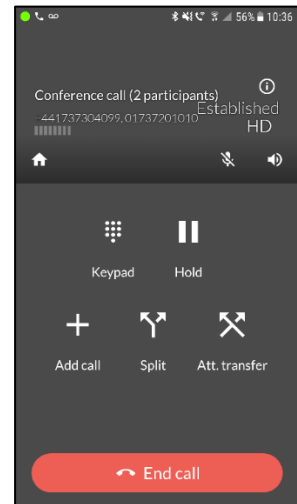 56% 10:36
Conference call (2 participants)
+441737304099, 01737201010 Established
HD
Keypad Hold
Add call Split Att. transfer
End call